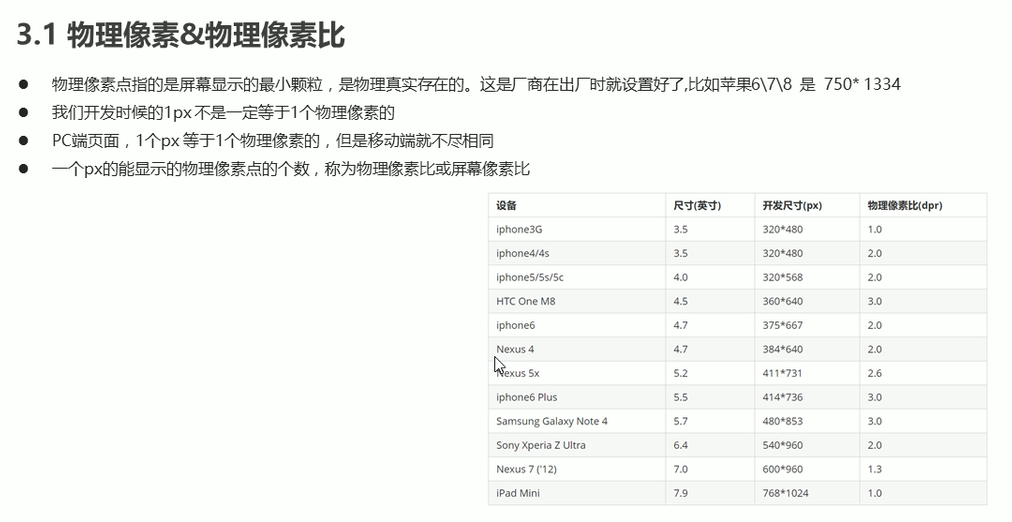 3.1 物理像素&物理像素比
● 物理像素点指的是屏幕显示的最小颗粒，是物理真实存在的。这是厂商在出厂时就设置好了,比如苹果6\7\8 是 750* 1334
● 我们开发时候的1px 不是一定等于1个物理像素的
● PC端页面，1个px 等于1个物理像素的，但是移动端就不尽相同
● 一个px的能显示的物理像素点的个数，称为物理像素比或屏幕像素比
设备 尺寸(英寸) 开发尺寸(px) 物理像素比(dpr)
iphone3G 3.5 320*480 1.0
iphone4/4s 3.5 320*480 2.0
iphone5/5s/5c 4.0 320*568 2.0
HTC One M8 4.5 360*640 3.0
iphone6 4.7 375*667 2.0
Nexus 4 4.7 384*640 2.0
Nexus 5x 5.2 411*731 2.6
iphone6 Plus 5.5 414*736 3.0
Samsung Galaxy Note 4 5.7 480*853 3.0
Sony Xperia Z Ultra 6.4 540*960 2.0
Nexus 7 ('12) 7.0 600*960 1.3
iPad Mini 7.9 768*1024 1.0